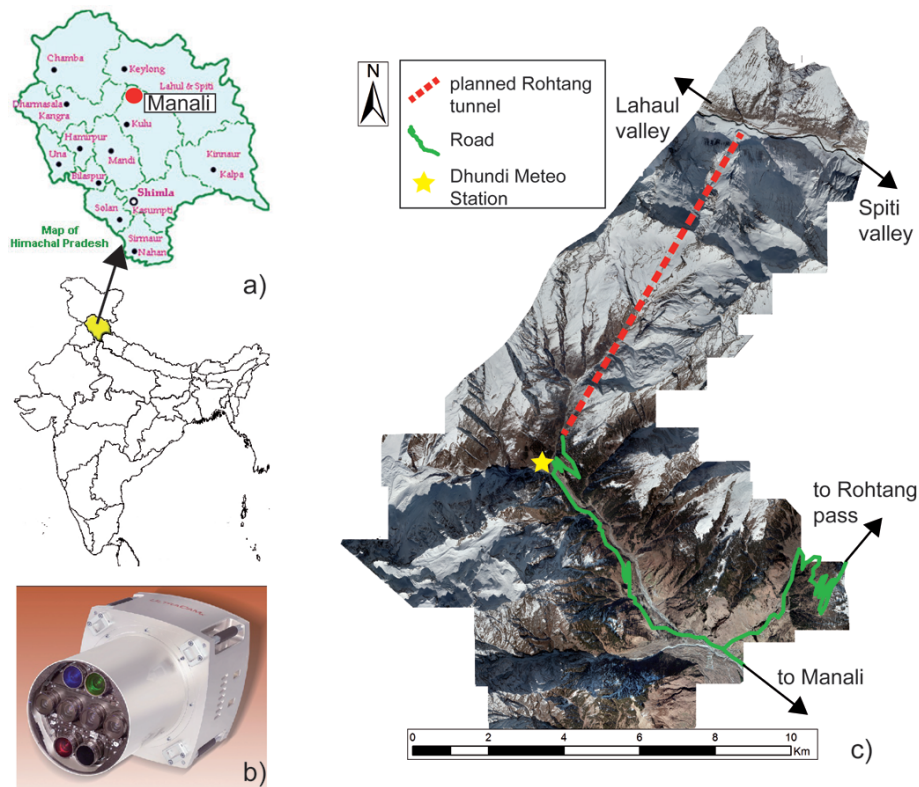 Chamba
Keylong
Lahul & Spiti
Manali
Dharmasala
Kangra
Kulu
Hamirpur
Mandi
Una
Kinnaur
Kalpa
Bilaspur
Shimla
Solan
Kasumpti
Map of
Himachal Pradesh
Sirmaur
Nahan
a)
b)
N
planned Rohtang
tunnel
Road
Dhundi Meteo
Station
Lahaul
valley
Spiti
valley
to Rohtang
pass
to Manali
0 2 4 6 8 10
Km
c)